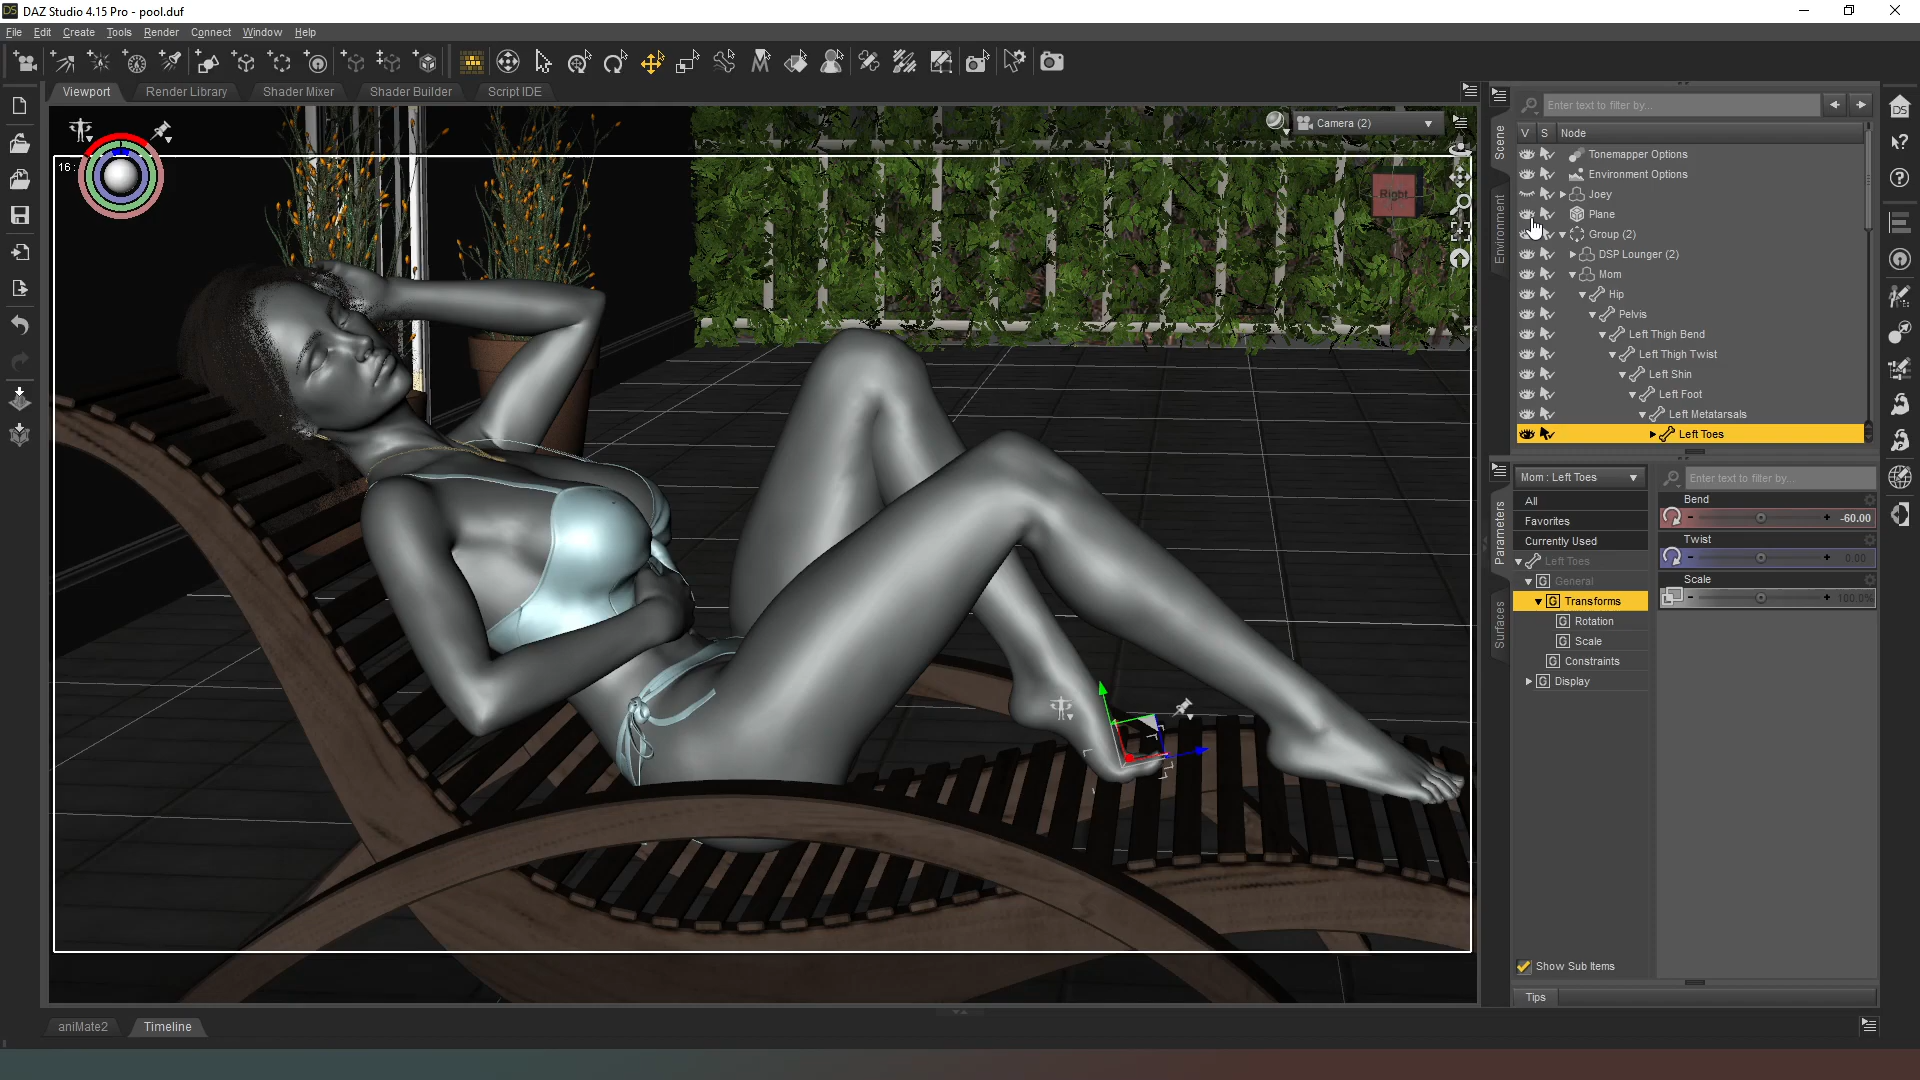 DAZ Studio 4.15 Pro - pool.duf
File Edit Create Tools Render Connect Window Help
Viewport Render Library Shader Mixer Shader Builder Script IDE
Camera (2)
16:
Right
Scene
Environment
Enter text to filter by...
V S Node
Tonemapper Options
Environment Options
Joey
Plane
Group (2)
DSP Lounger (2)
Mom
Hip
Pelvis
Left Thigh Bend
Left Thigh Twist
Left Shin
Left Foot
Left Metatarsals
Left Toes
Parameters
Surfaces
Mom : Left Toes
Enter text to filter by...
All
Favorites
Currently Used
Left Toes
General
Transforms
Rotation
Scale
Constraints
Display
Bend
-60.00
Twist
0.00
Scale
100.0%
Show Sub Items
Tips
aniMate2 Timeline